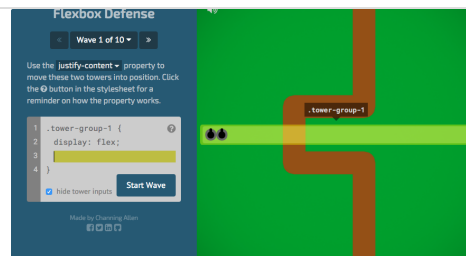 Flexbox Defense
« Wave 1 of 10 ▾ »
Use the justify-content ▾ property to
move these two towers into position. Click
the ? button in the stylesheet for a
reminder on how the property works.
1 .tower-group-1 {
2 display: flex;
3
4 }
hide tower inputs
Start Wave
Made by Channing Allen
.tower-group-1